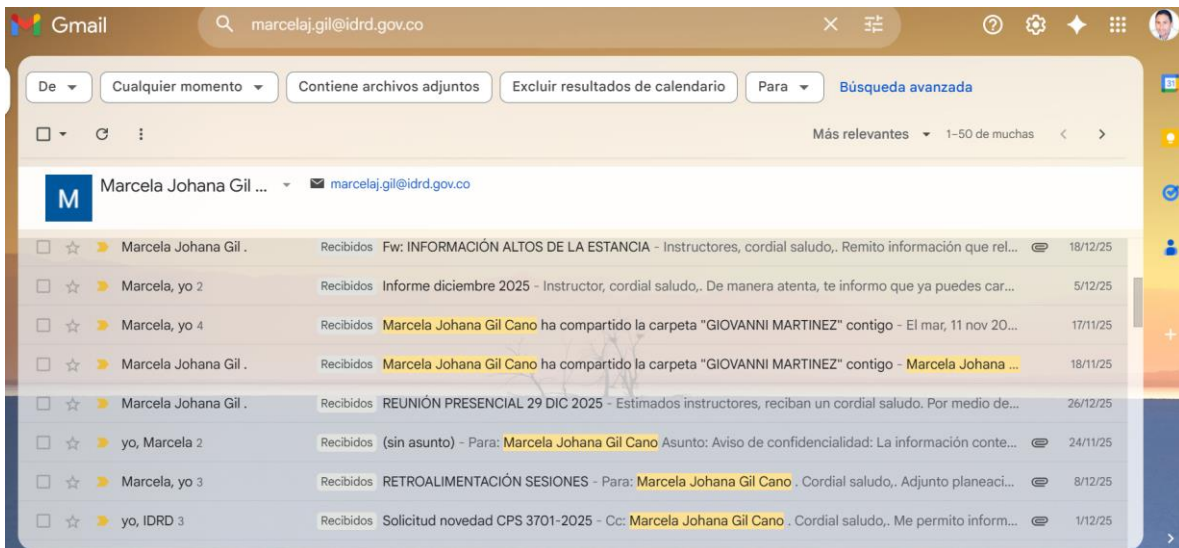 Gmail
marcelaj.gil@idrd.gov.co
De
Cualquier momento
Contiene archivos adjuntos
Excluir resultados de calendario
Para
Búsqueda avanzada
Más relevantes 1–50 de muchas
31
M Marcela Johana Gil ... marcelaj.gil@idrd.gov.co
Marcela Johana Gil . Recibidos Fw: INFORMACIÓN ALTOS DE LA ESTANCIA - Instructores, cordial saludo,. Remito información que rel... 18/12/25
Marcela, yo 2 Recibidos Informe diciembre 2025 - Instructor, cordial saludo,. De manera atenta, te informo que ya puedes car... 5/12/25
Marcela, yo 4 Recibidos Marcela Johana Gil Cano ha compartido la carpeta "GIOVANNI MARTINEZ" contigo - El mar, 11 nov 20... 17/11/25
Marcela Johana Gil . Recibidos Marcela Johana Gil Cano ha compartido la carpeta "GIOVANNI MARTINEZ" contigo - Marcela Johana ... 18/11/25
Marcela Johana Gil . Recibidos REUNIÓN PRESENCIAL 29 DIC 2025 - Estimados instructores, reciban un cordial saludo. Por medio de... 26/12/25
yo, Marcela 2 Recibidos (sin asunto) - Para: Marcela Johana Gil Cano Asunto: Aviso de confidencialidad: La información conte... 24/11/25
Marcela, yo 3 Recibidos RETROALIMENTACIÓN SESIONES - Para: Marcela Johana Gil Cano . Cordial saludo,. Adjunto planeaci... 8/12/25
yo, IDRD 3 Recibidos Solicitud novedad CPS 3701-2025 - Cc: Marcela Johana Gil Cano . Cordial saludo,. Me permito inform... 1/12/25